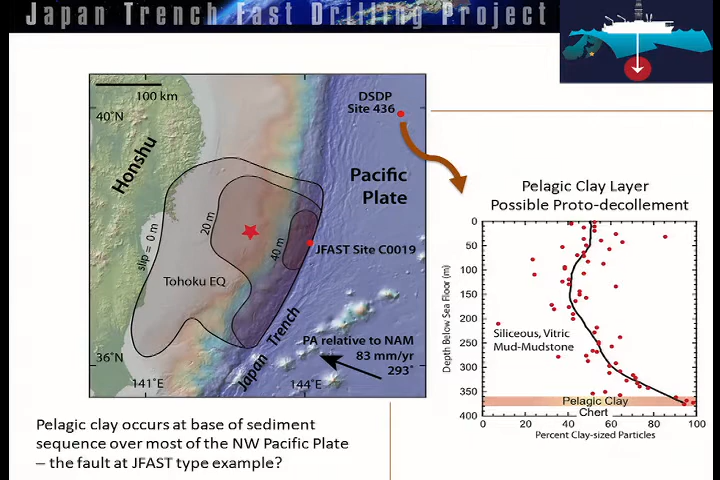 Japan Trench Fast Drilling Project
100 km
DSDP
Site 436
40°N
Honshu
Pacific
Plate
slip = 0 m
20 m
40 m
JFAST Site C0019
Tohoku EQ
Japan Trench
PA relative to NAM
83 mm/yr
293°
36°N
141°E
144°E
Pelagic Clay Layer
Possible Proto-decollement
0
50
100
150
200
250
300
350
400
Depth Below Sea Floor (m)
Siliceous, Vitric
Mud-Mudstone
Pelagic Clay
Chert
0 20 40 60 80 100
Percent Clay-sized Particles
Pelagic clay occurs at base of sediment
sequence over most of the NW Pacific Plate
– the fault at JFAST type example?